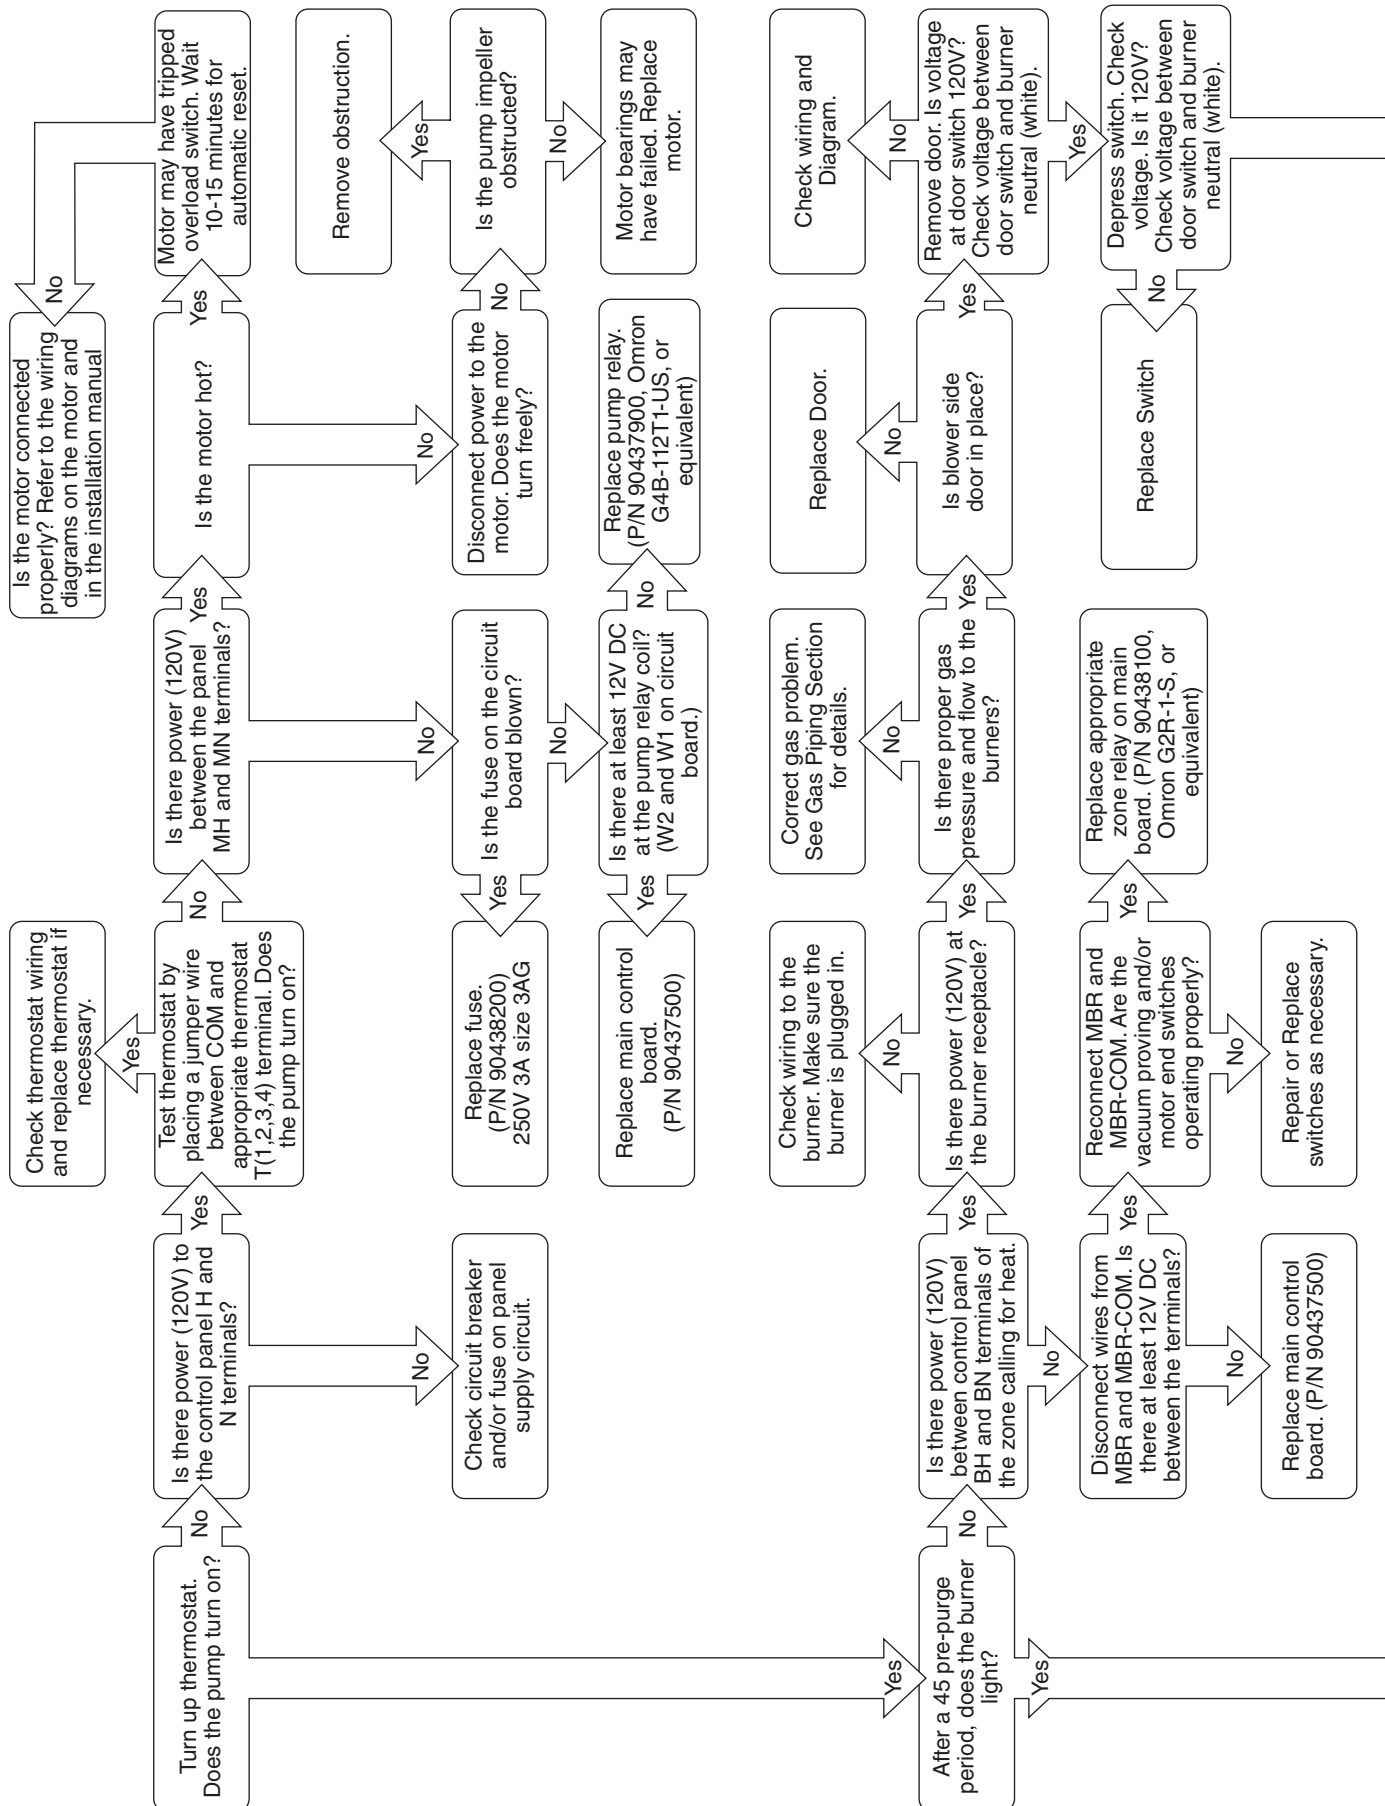 Turn up thermostat.
Does the pump turn on?
No
Yes
Is there power (120V) to
the control panel H and
N terminals?
Yes
No
Check circuit breaker
and/or fuse on panel
supply circuit.
Test thermostat by
placing a jumper wire
between COM and
appropriate thermostat
T(1,2,3,4) terminal. Does
the pump turn on?
Yes
No
Check thermostat wiring
and replace thermostat if
necessary.
Is there power (120V)
between the panel
MH and MN terminals?
Yes
No
Is the fuse on the circuit
board blown?
Yes
No
Replace fuse.
(P/N 90438200)
250V 3A size 3AG
Is there at least 12V DC
at the pump relay coil?
(W2 and W1 on circuit
board.)
Yes
No
Replace main control
board.
(P/N 90437500)
Replace pump relay.
(P/N 90437900, Omron
G4B-112T1-US, or
equivalent)
Is the motor hot?
Yes
No
Motor may have tripped
overload switch. Wait
10-15 minutes for
automatic reset.
No
Is the motor connected
properly? Refer to the wiring
diagrams on the motor and
in the installation manual
Disconnect power to the
motor. Does the motor
turn freely?
No
Is the pump impeller
obstructed?
Yes
No
Remove obstruction.
Motor bearings may
have failed. Replace
motor.
After a 45 pre-purge
period, does the burner
light?
No
Yes
Is there power (120V)
between control panel
BH and BN terminals of
the zone calling for heat.
Yes
No
Disconnect wires from
MBR and MBR-COM. Is
there at least 12V DC
between the terminals?
Yes
No
Replace main control
board. (P/N 90437500)
Reconnect MBR and
MBR-COM. Are the
vacuum proving and/or
motor end switches
operating properly?
Yes
No
Repair or Replace
switches as necessary.
Replace appropriate
zone relay on main
board. (P/N 90438100,
Omron G2R-1-S, or
equivalent)
Is there power (120V) at
the burner receptacle?
Yes
No
Check wiring to the
burner. Make sure the
burner is plugged in.
Is there proper gas
pressure and flow to the
burners?
Yes
No
Correct gas problem.
See Gas Piping Section
for details.
Is blower side
door in place?
Yes
No
Replace Door.
Remove door. Is voltage
at door switch 120V?
Check voltage between
door switch and burner
neutral (white).
No
Yes
Check wiring and
Diagram.
Depress switch. Check
voltage. Is it 120V?
Check voltage between
door switch and burner
neutral (white).
No
Replace Switch